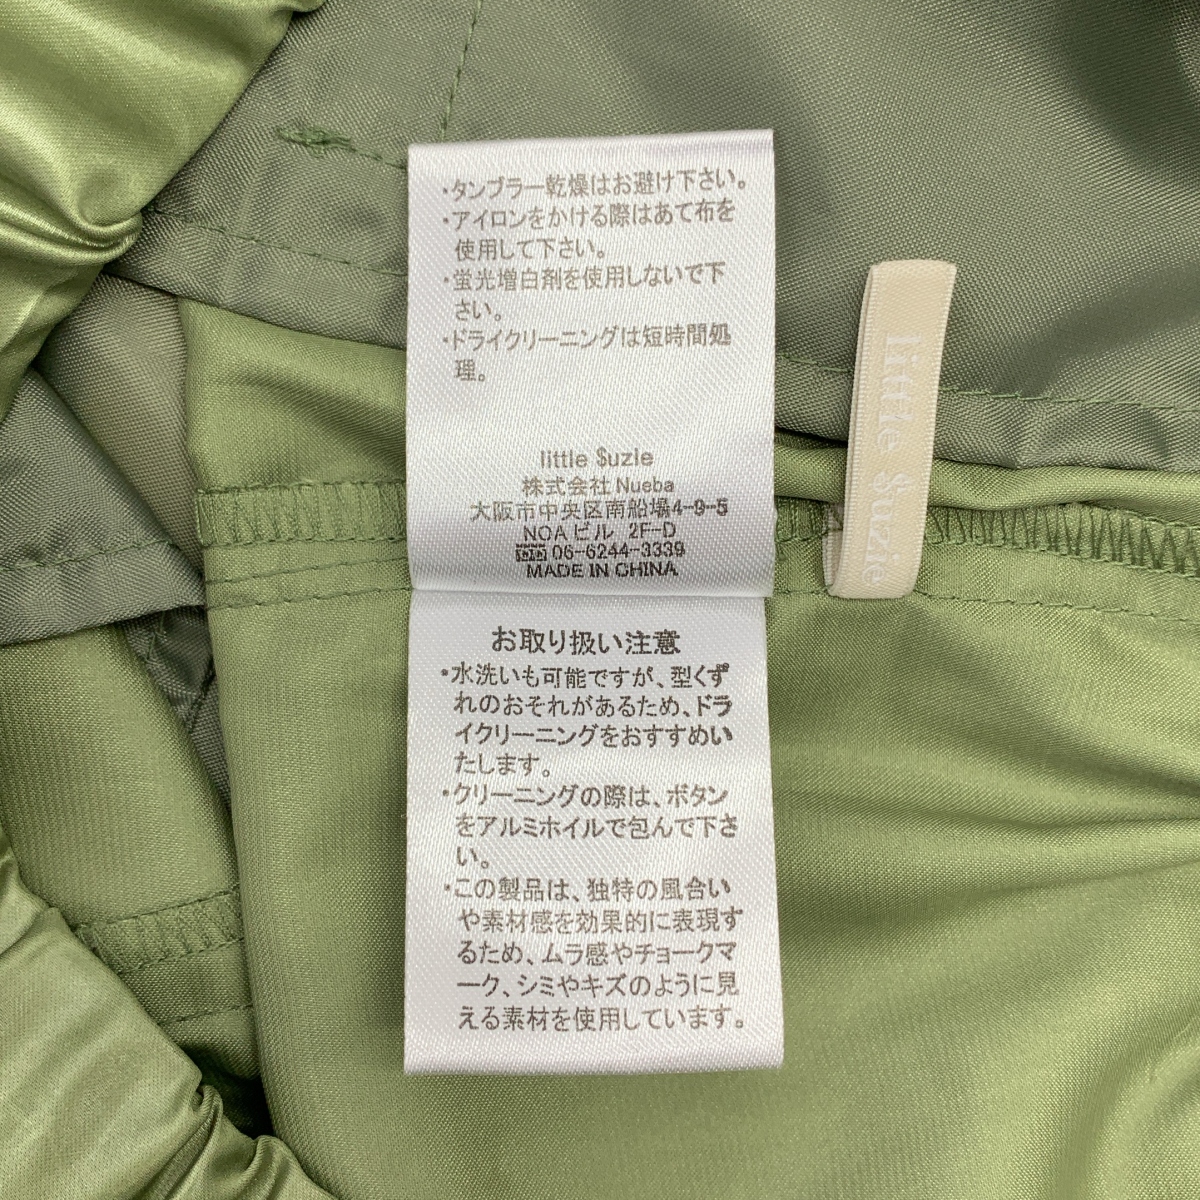 ・タンブラー乾燥はお避け下さい。
・アイロンをかける際はあて布を
使用して下さい。
・蛍光増白剤を使用しないで下
さい。
・ドライクリーニングは短時間処
理。
little $uzie
株式会社Nueba
大阪市中央区南船場4-9-5
NOAビル 2F-D
06-6244-3339
MADE IN CHINA
お取り扱い注意
・水洗いも可能ですが、型くず
れのおそれがあるため、ドラ
イクリーニングをおすすめい
たします。
・クリーニングの際は、ボタン
をアルミホイルで包んで下さ
い。
・この製品は、独特の風合い
や素材感を効果的に表現す
るため、ムラ感やチョークマ
ーク、シミやキズのように見
える素材を使用しています。
little $uzie